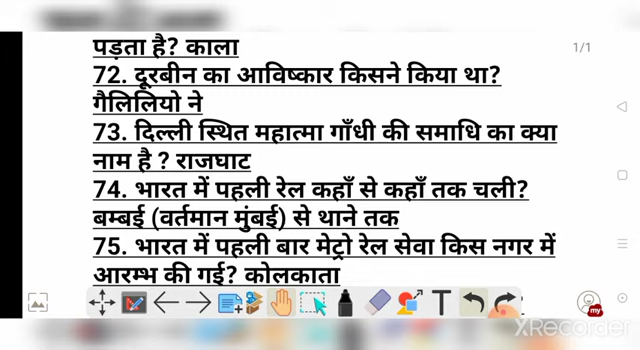 पड़ता है? काला
1/1
72. दूरबीन का आविष्कार किसने किया था?
गैलिलियो ने
73. दिल्ली स्थित महात्मा गाँधी की समाधि का क्या
नाम है ? राजघाट
74. भारत में पहली रेल कहाँ से कहाँ तक चली?
बम्बई (वर्तमान मुंबई) से थाने तक
75. भारत में पहली बार मेट्रो रेल सेवा किस नगर में
आरम्भ की गई? कोलकाता
T
my
XRecorder